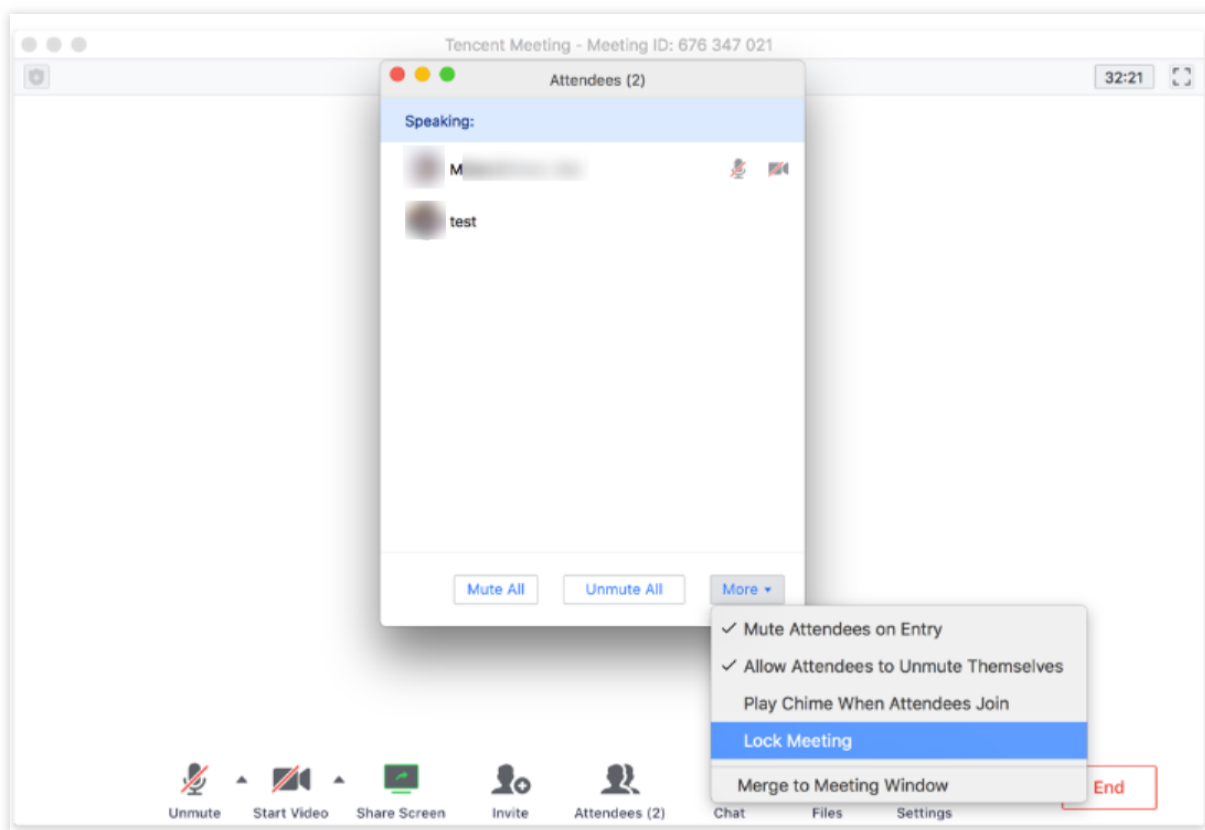 Tencent Meeting - Meeting ID: 676 347 021
32:21
Attendees (2)
Speaking:
M
test
Mute All
Unmute All
More
Mute Attendees on Entry
Allow Attendees to Unmute Themselves
Play Chime When Attendees Join
Lock Meeting
Merge to Meeting Window
Unmute
Start Video
Share Screen
Invite
Attendees (2)
Chat
Files
Settings
End